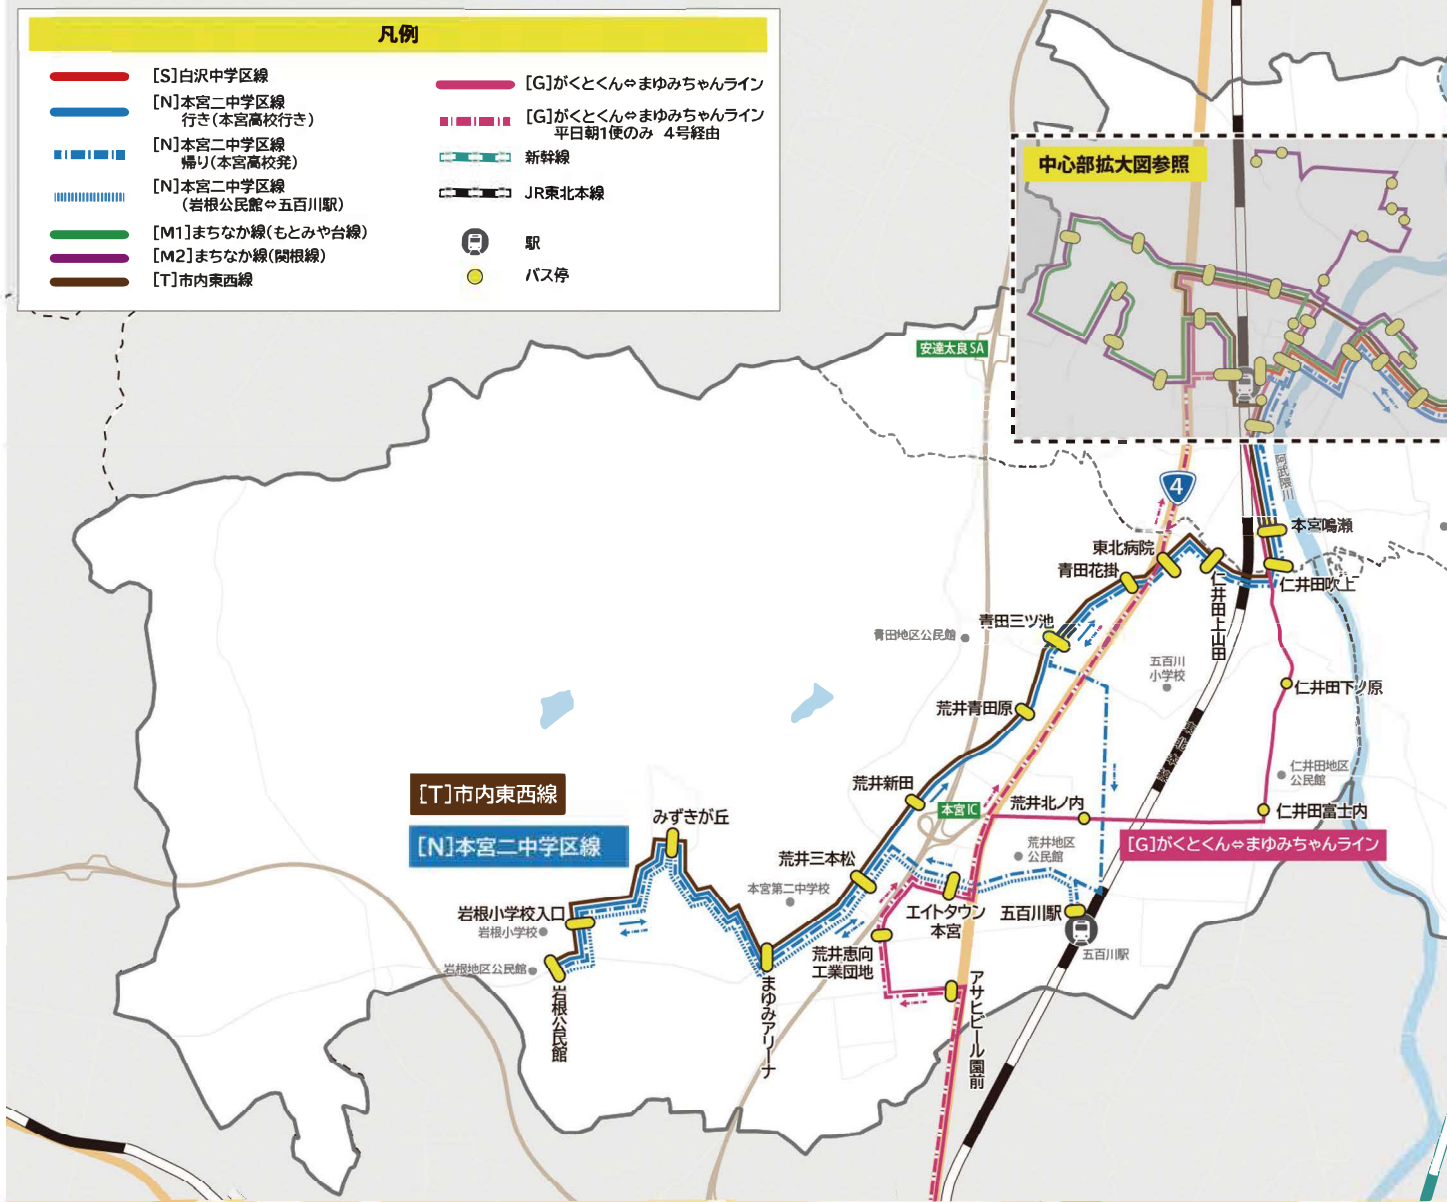 凡例
[S]白沢中学区線
[N]本宮二中学区線
行き(本宮高校行き)
[N]本宮二中学区線
帰り(本宮高校発)
[N]本宮二中学区線
(岩根公民館⇔五百川駅)
[M1]まちなか線(もとみや台線)
[M2]まちなか線(関根線)
[T]市内東西線
[G]がくとくん⇔まゆみちゃんライン
[G]がくとくん⇔まゆみちゃんライン
平日朝1便のみ 4号経由
新幹線
JR東北本線
駅
バス停
中心部拡大図参照
安達太良SA
4
阿武隈川
本宮鳴瀬
東北病院
青田花掛
仁井田吹上
仁井田上山田
青田三ツ池
青田地区公民館
五百川
小学校
仁井田下ノ原
荒井青田原
東北本線
仁井田地区
公民館
荒井新田
本宮IC
荒井北ノ内
仁井田富士内
[T]市内東西線
[N]本宮二中学区線
みずきが丘
荒井地区
公民館
[G]がくとくん⇔まゆみちゃんライン
荒井三本松
本宮第二中学校
岩根小学校入口
岩根小学校
エイトタウン
本宮
五百川駅
五百川駅
荒井恵向
工業団地
岩根地区公民館
岩根公民館
まゆみアリーナ
アサヒビール園前